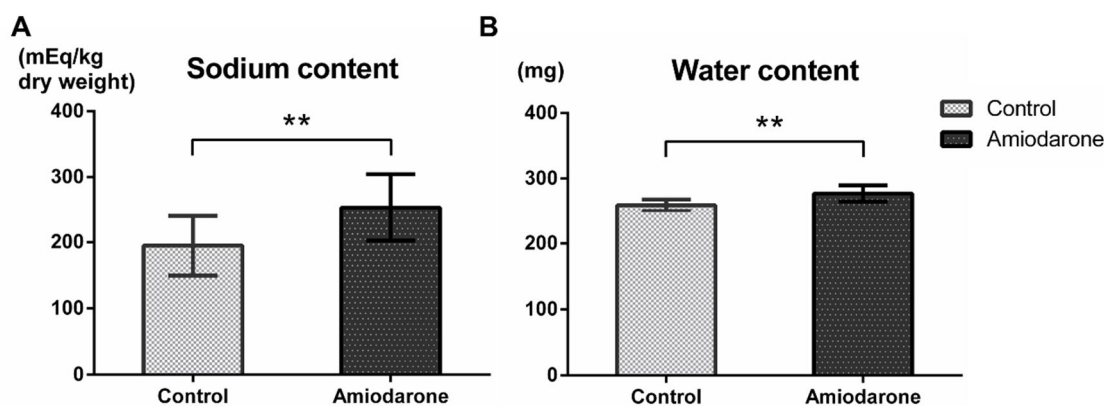 A
(mEq/kg
dry weight)
Sodium content
400
300
200
100
0
**
Control
Amiodarone
B
(mg)
Water content
400
300
200
100
0
**
Control
Amiodarone
Control
Amiodarone